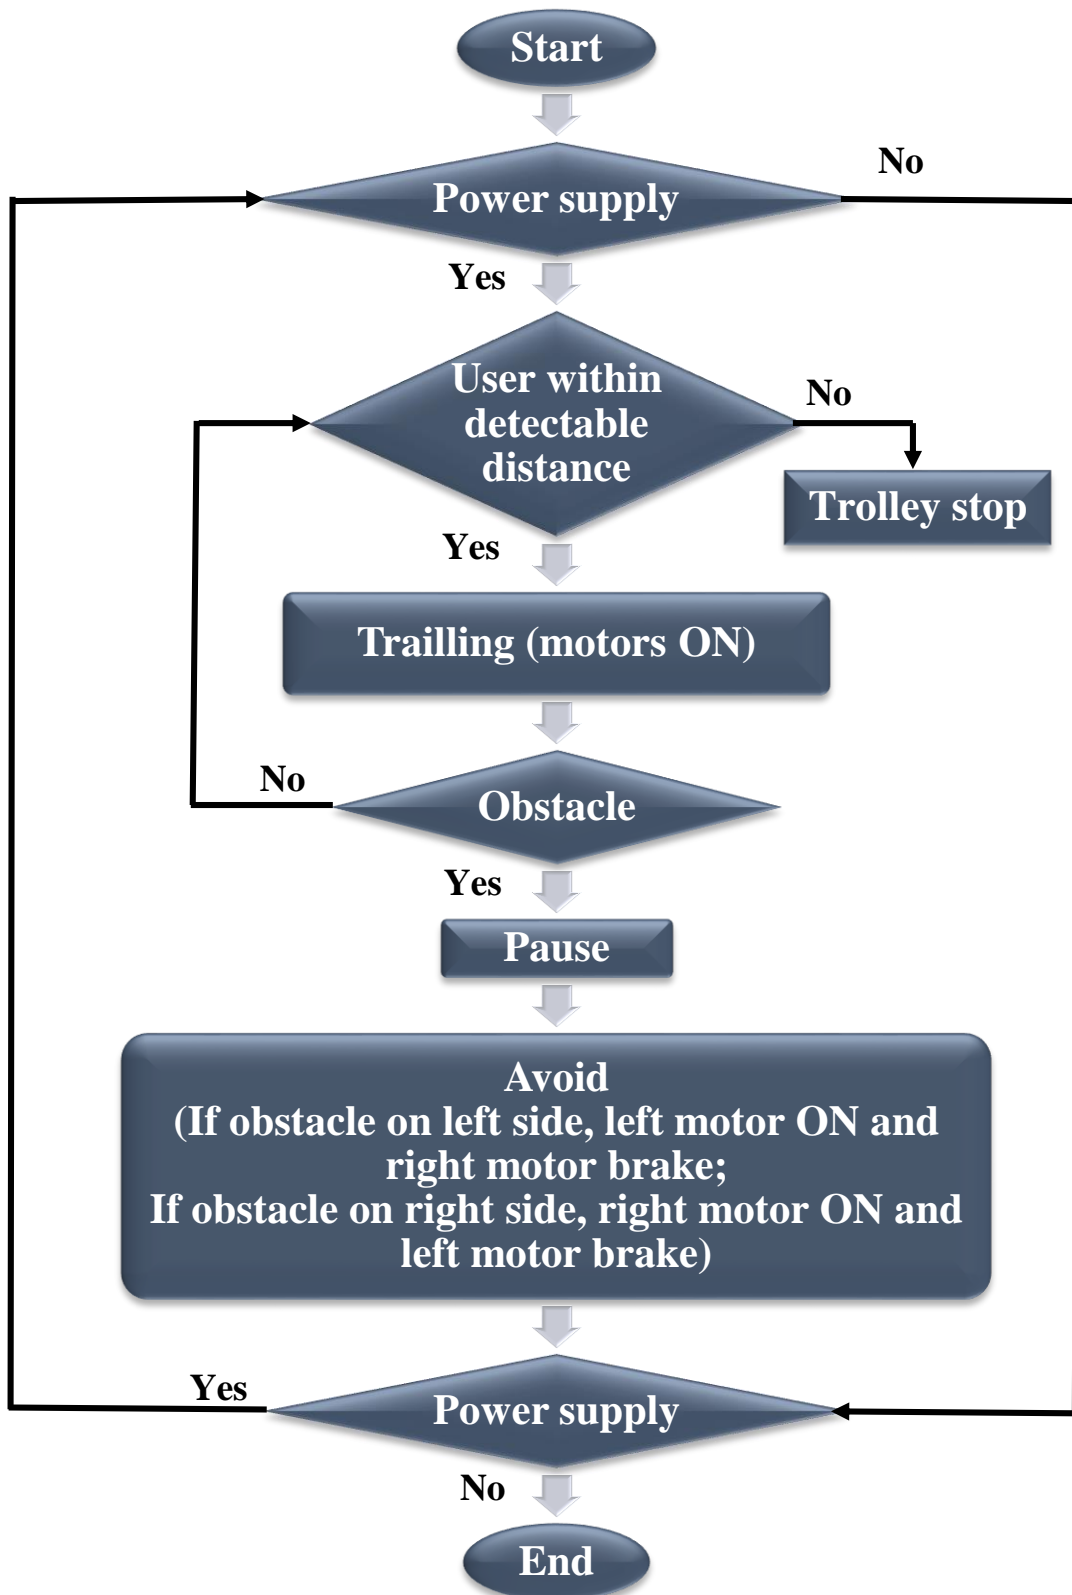 Start
Power supply
No
Yes
User within
detectable
distance
No
Trolley stop
Yes
Trailling (motors ON)
No
Obstacle
Yes
Pause
Avoid
(If obstacle on left side, left motor ON and
right motor brake;
If obstacle on right side, right motor ON and
left motor brake)
Yes
Power supply
No
End